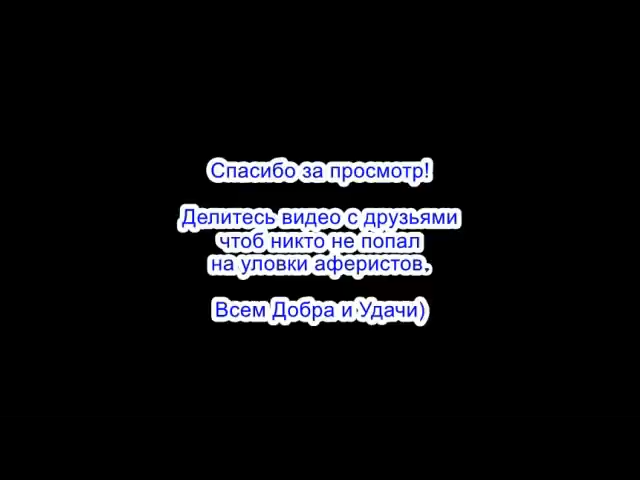 Спасибо за просмотр!
Делитесь видео с друзьями
чтоб никто не попал
на уловки аферистов.
Всем Добра и Удачи)